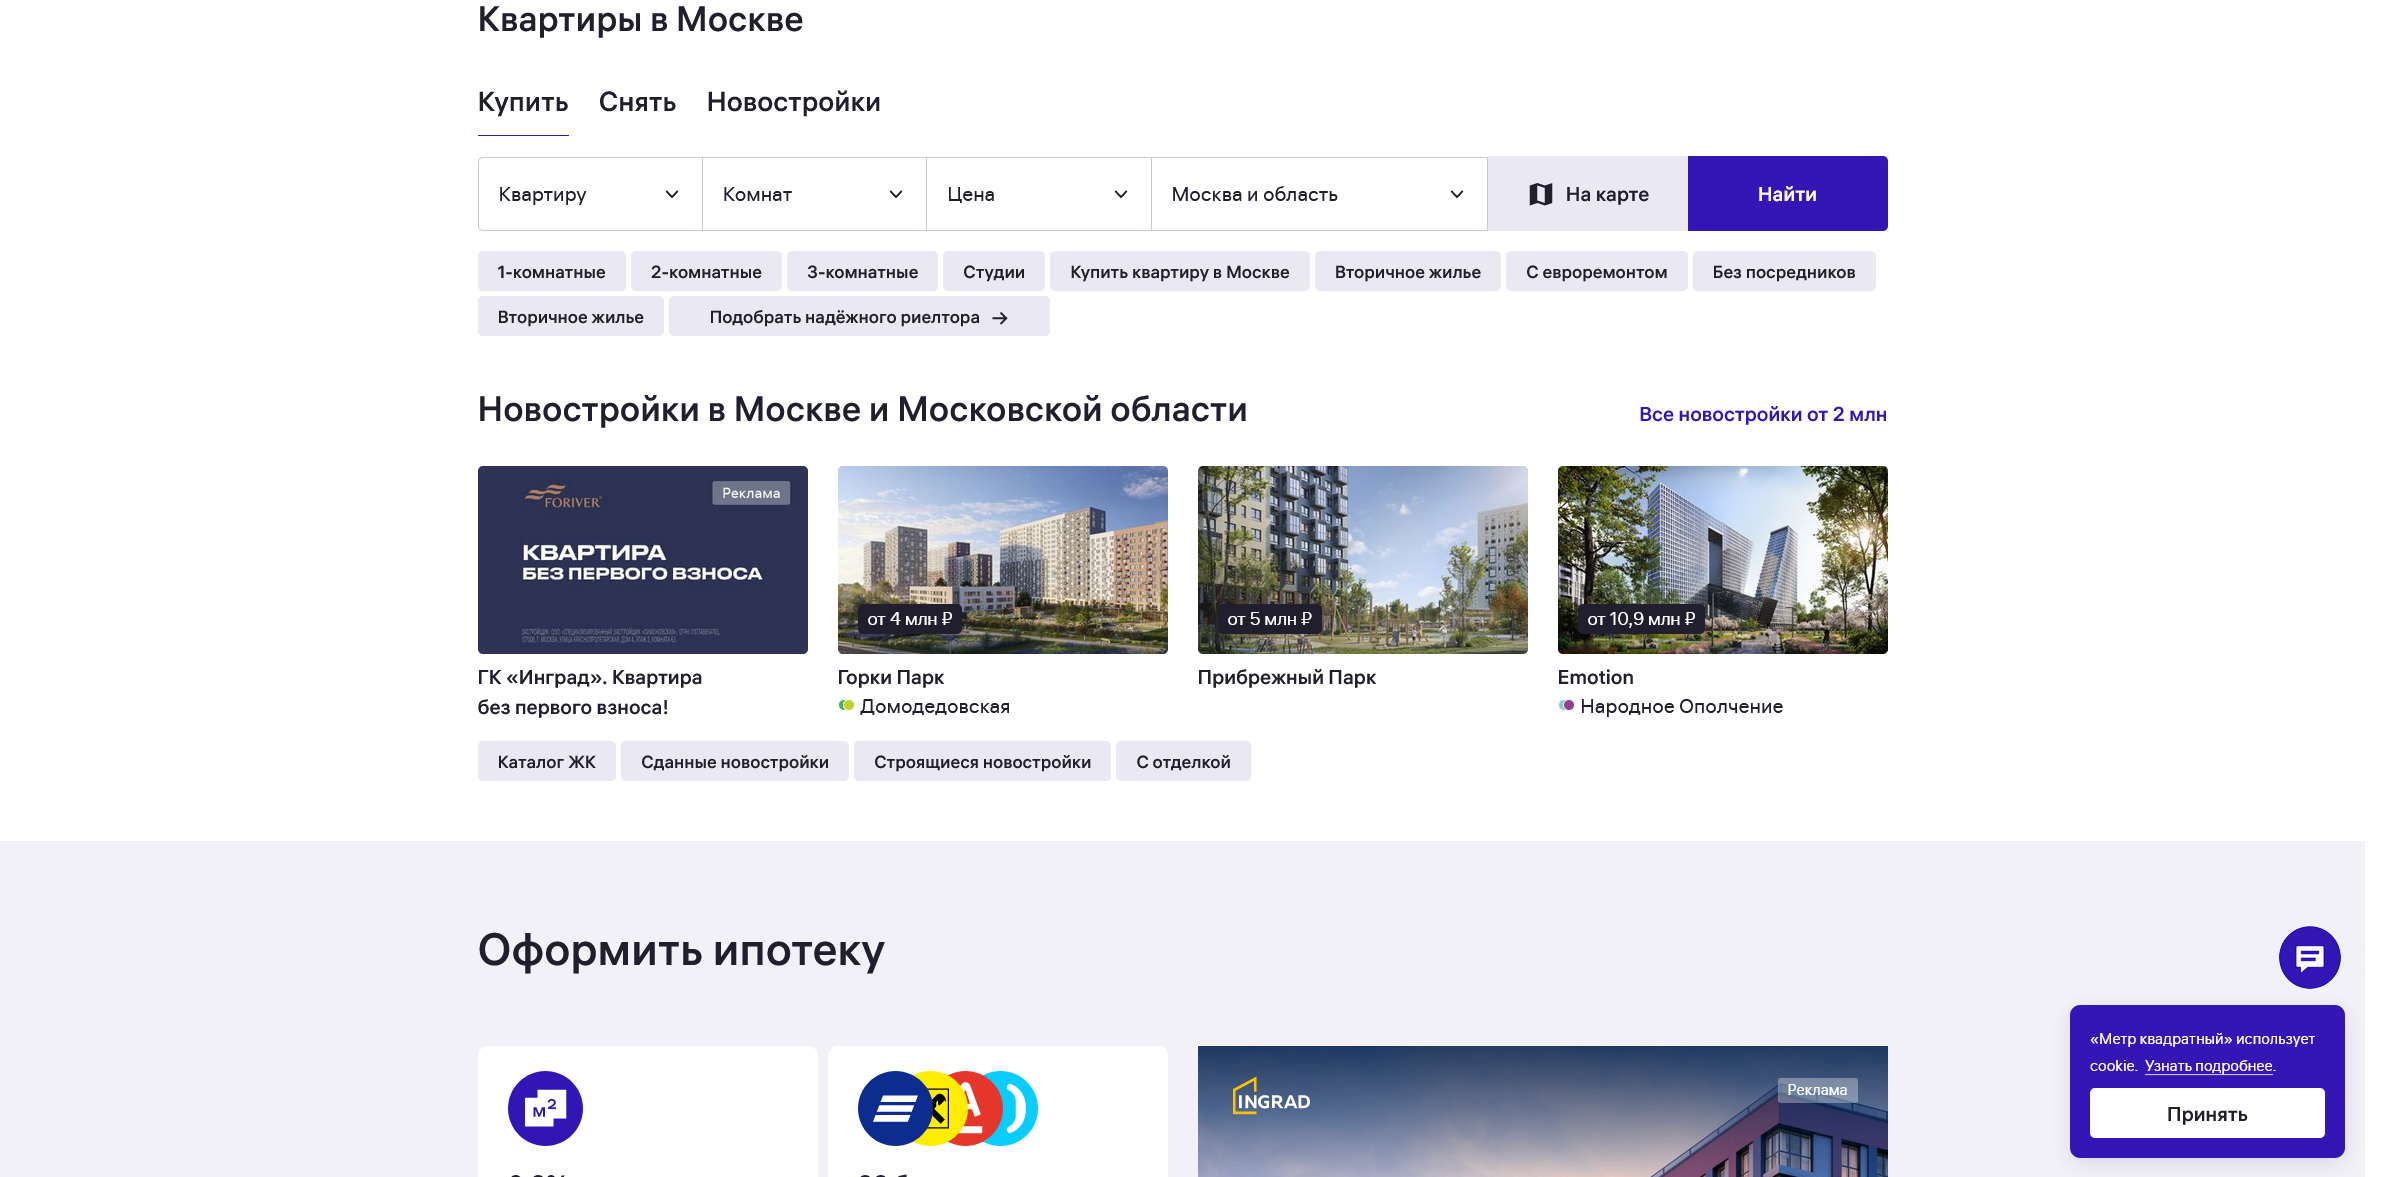 Квартиры в Москве
Купить Снять Новостройки
Квартиру Комнат Цена Москва и область На карте Найти
1-комнатные 2-комнатные 3-комнатные Студии Купить квартиру в Москве Вторичное жилье С евроремонтом Без посредников
Вторичное жилье Подобрать надёжного риелтора →
Новостройки в Москве и Московской области Все новостройки от 2 млн
FORIVER Реклама
КВАРТИРА
БЕЗ ПЕРВОГО ВЗНОСА
от 4 млн ₽ от 5 млн ₽ от 10,9 млн ₽
ГК «Инград». Квартира
без первого взноса!
Горки Парк
Домодедовская
Прибрежный Парк
Emotion
Народное Ополчение
Каталог ЖК Сданные новостройки Строящиеся новостройки С отделкой
Оформить ипотеку
м²
INGRAD Реклама
«Метр квадратный» использует
cookie. Узнать подробнее.
Принять